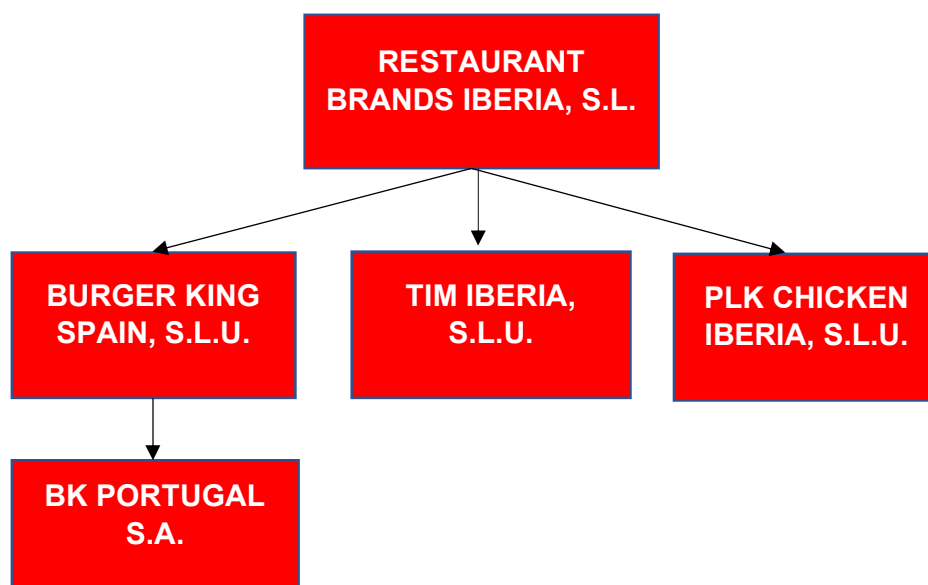 RESTAURANT
BRANDS IBERIA, S.L.
BURGER KING
SPAIN, S.L.U.
TIM IBERIA,
S.L.U.
PLK CHICKEN
IBERIA, S.L.U.
BK PORTUGAL
S.A.